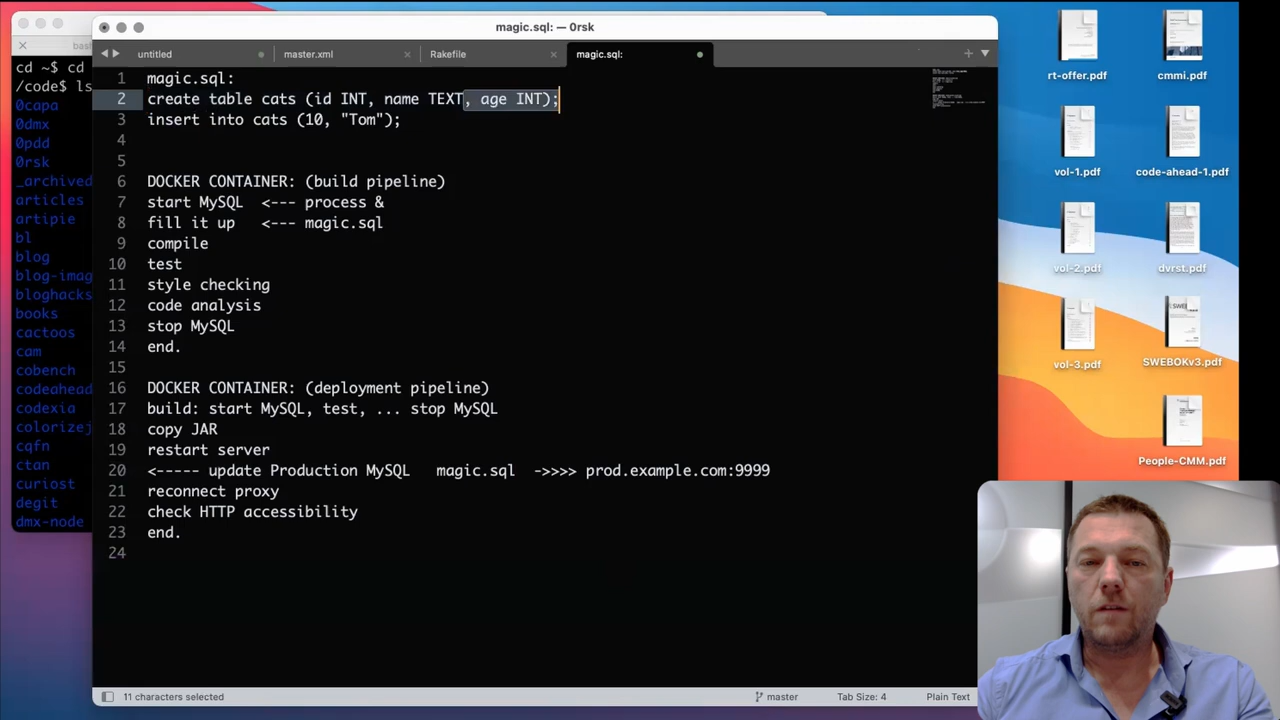 magic.sql: — 0rsk
untitled
master.xml
Rakefile
magic.sql:
cd ~$ cd
/code$ ls
0capa
0dmx
0pdd
0rsk
_archived
articles
artipie
bl
blog
blog-imag
bloghacks
books
cactoos
cam
cobench
codeahead
codexia
colorizej
cqfn
ctan
curiost
degit
dmx-node
1 magic.sql:
2 create table cats (id INT, name TEXT, age INT);
3 insert into cats (10, "Tom");
4
5
6 DOCKER CONTAINER: (build pipeline)
7 start MySQL <--- process &
8 fill it up <--- magic.sql
9 compile
10 test
11 style checking
12 code analysis
13 stop MySQL
14 end.
15
16 DOCKER CONTAINER: (deployment pipeline)
17 build: start MySQL, test, ... stop MySQL
18 copy JAR
19 restart server
20 <----- update Production MySQL magic.sql ->>>> prod.example.com:9999
21 reconnect proxy
22 check HTTP accessibility
23 end.
24
11 characters selected
master
Tab Size: 4
Plain Text
rt-offer.pdf
cmmi.pdf
vol-1.pdf
code-ahead-1.pdf
vol-2.pdf
dvrst.pdf
vol-3.pdf
SWEBOKv3.pdf
People-CMM.pdf